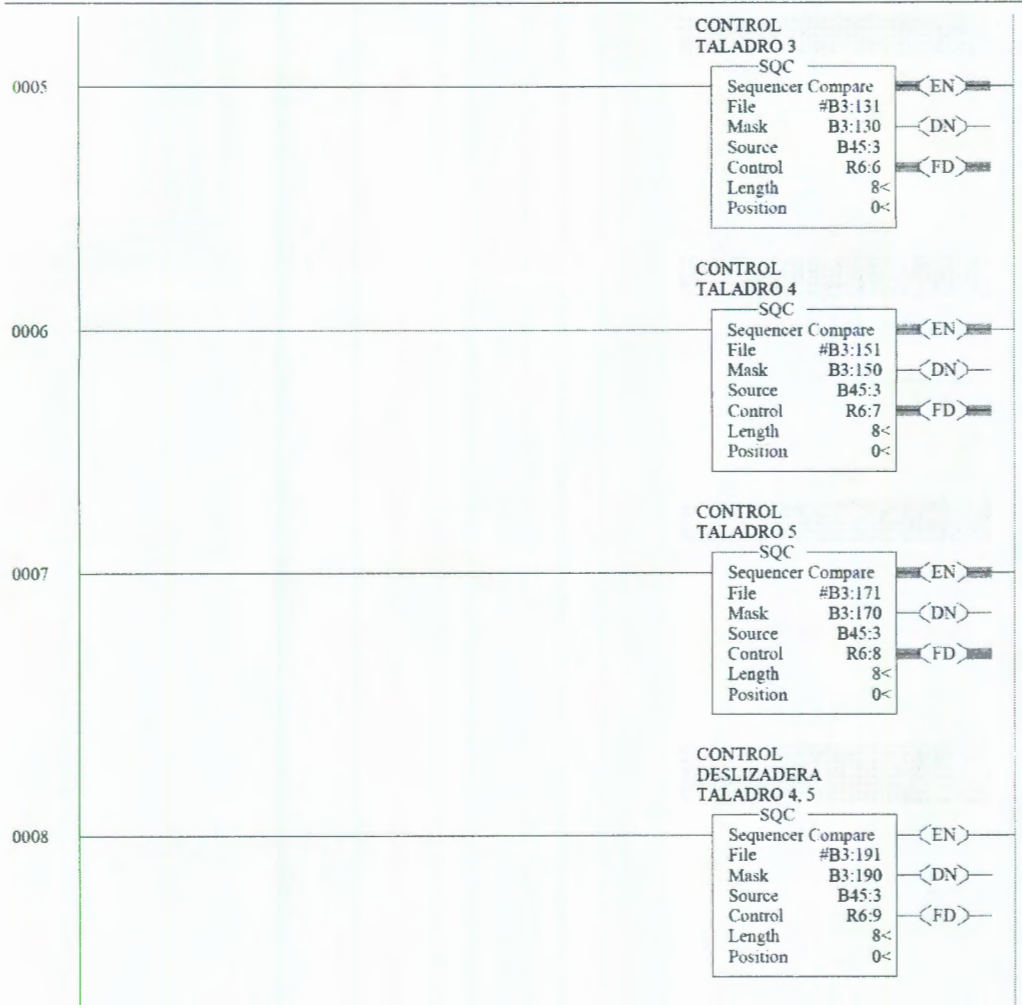 CONTROL
TALADRO 3
SQC
0005
Sequencer Compare
EN
File #B3:131
Mask B3:130
DN
Source B45:3
Control R6:6
FD
Length 8<
Position 0<
CONTROL
TALADRO 4
SQC
0006
Sequencer Compare
EN
File #B3:151
Mask B3:150
DN
Source B45:3
Control R6:7
FD
Length 8<
Position 0<
CONTROL
TALADRO 5
SQC
0007
Sequencer Compare
EN
File #B3:171
Mask B3:170
DN
Source B45:3
Control R6:8
FD
Length 8<
Position 0<
CONTROL
DESLIZADERA
TALADRO 4, 5
SQC
0008
Sequencer Compare
EN
File #B3:191
Mask B3:190
DN
Source B45:3
Control R6:9
FD
Length 8<
Position 0<